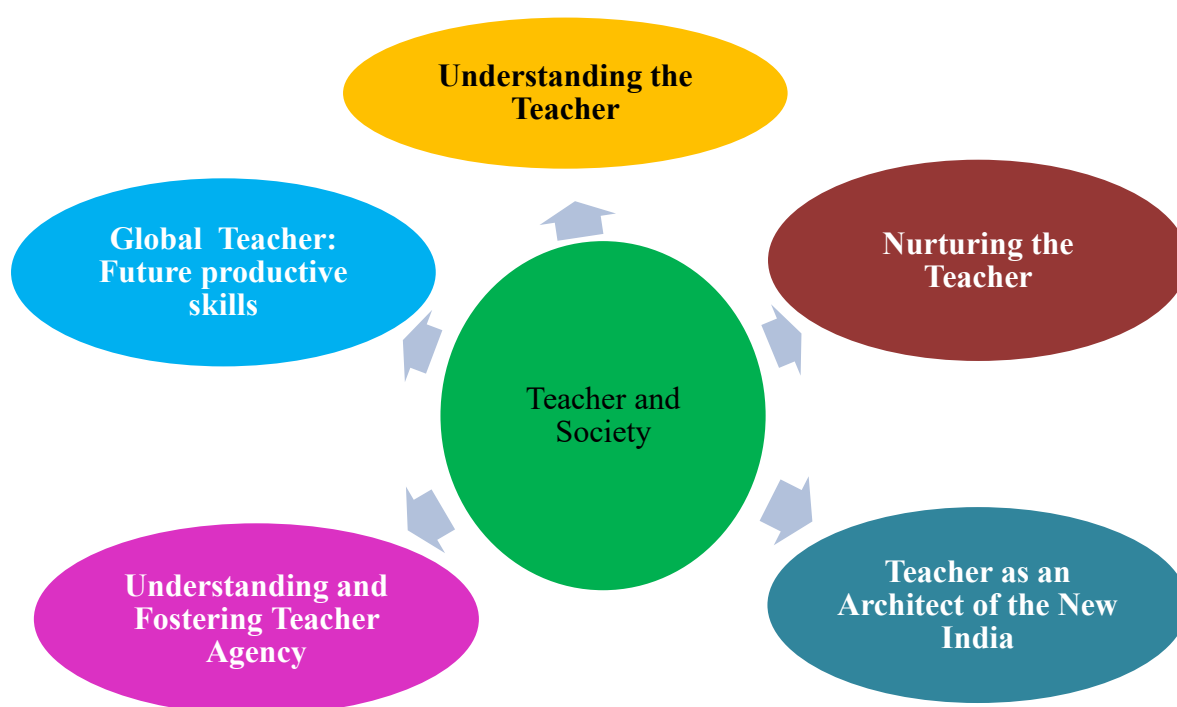 Understanding the
Teacher
Global  Teacher:
Future productive
skills
Nurturing the
Teacher
Teacher and
Society
Understanding and
Fostering Teacher
Agency
Teacher as an
Architect of the New
India